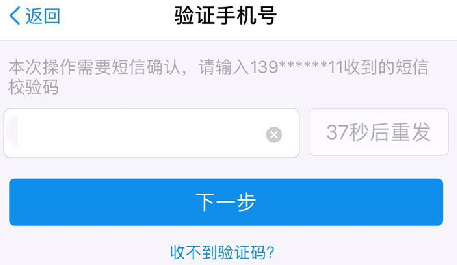 返回
验证手机号
本次操作需要短信确认，请输入139******11收到的短信
校验码
37秒后重发
下一步
收不到验证码?